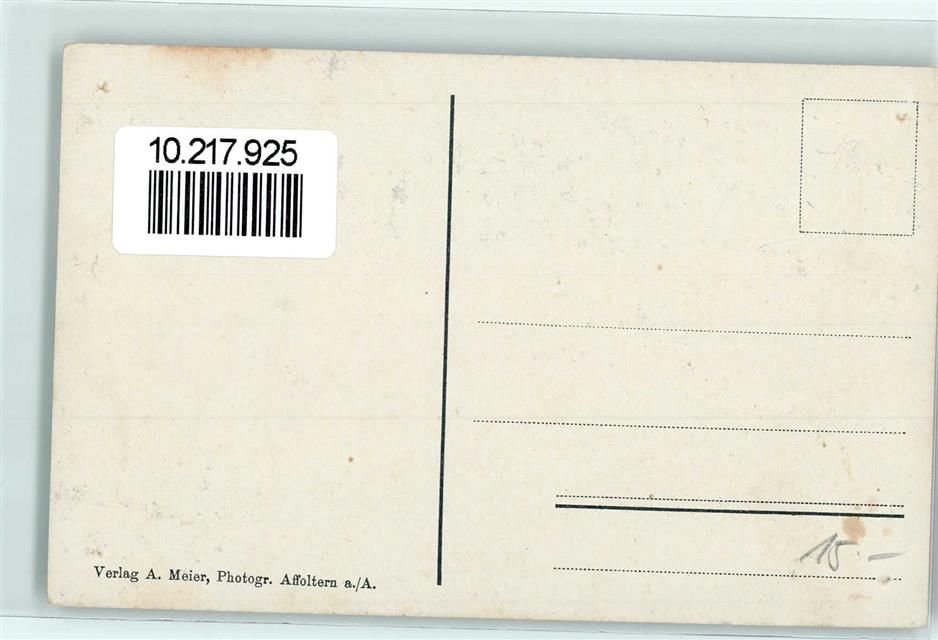 10.217.925
Verlag A. Meier, Photogr. Affoltern a./A.
15.-